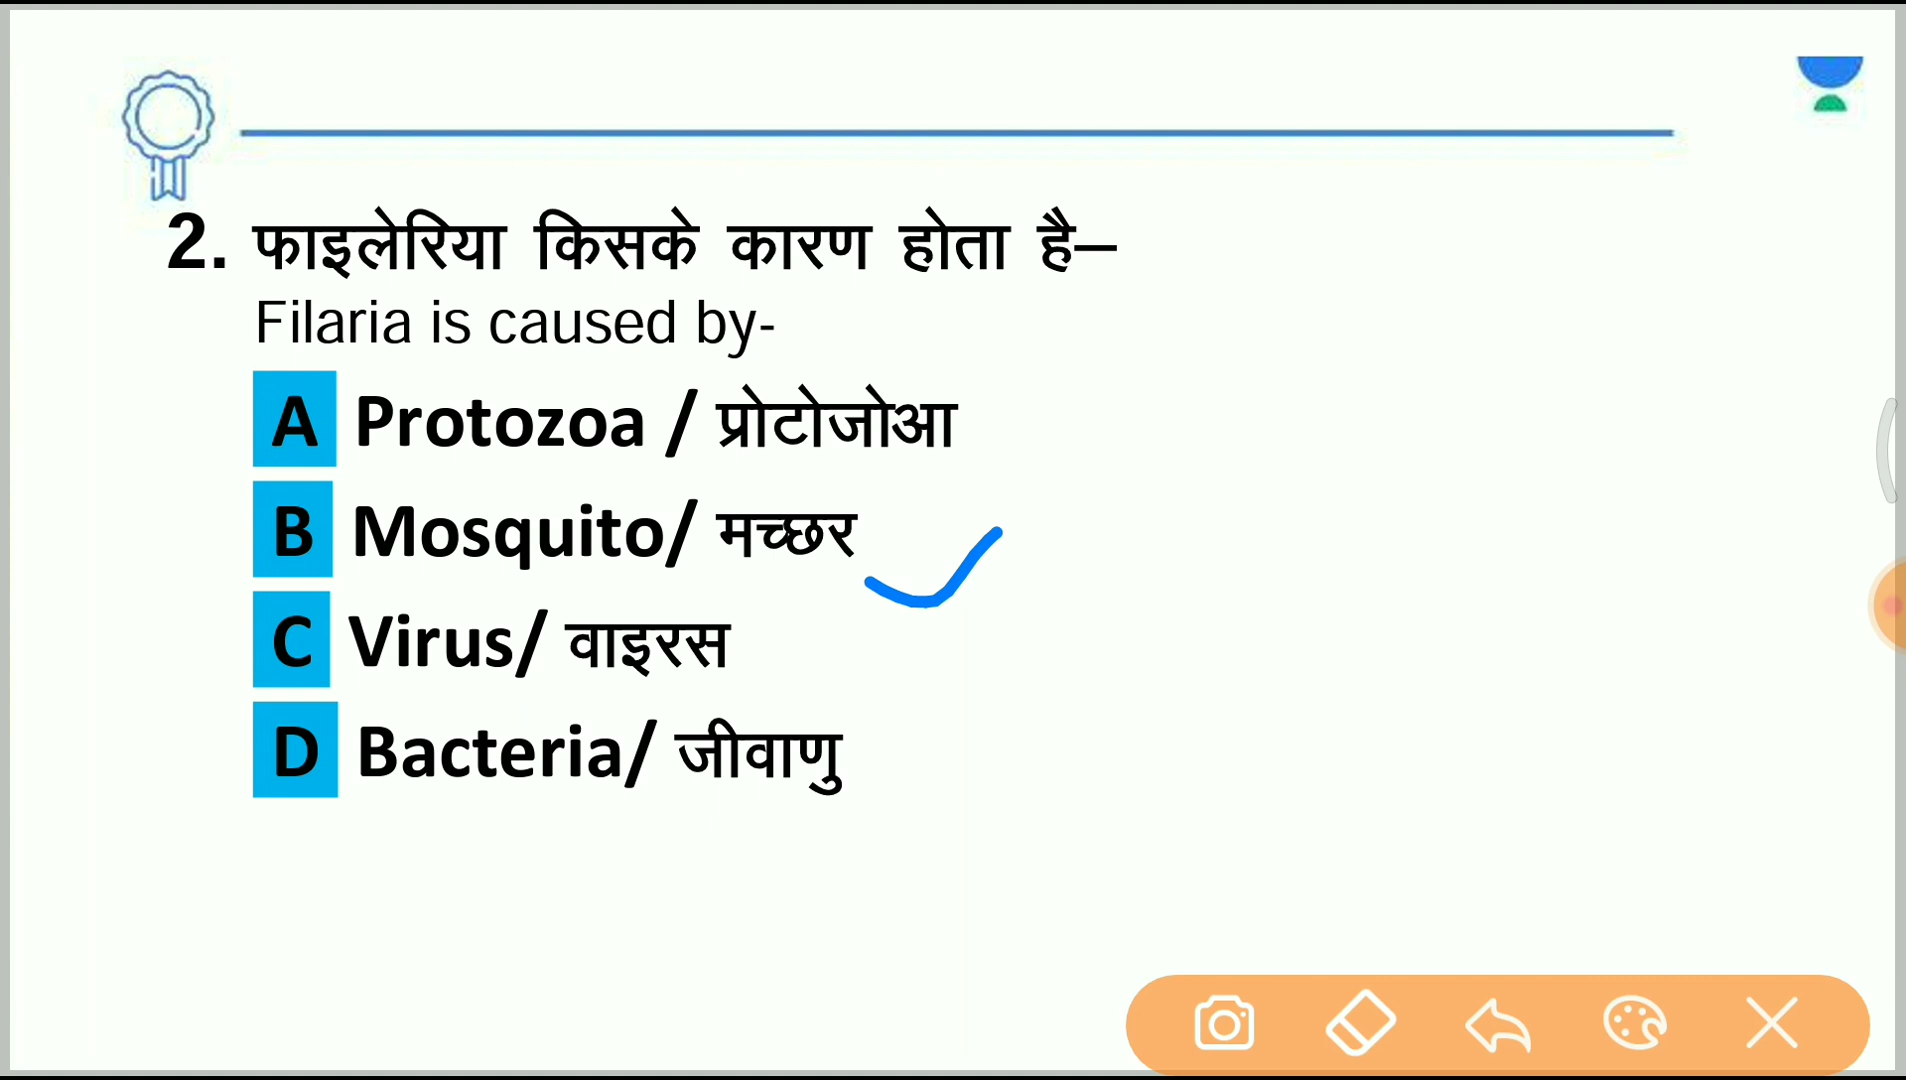 2. फाइलेरिया किसके कारण होता है–
Filaria is caused by-
A Protozoa / प्रोटोजोआ
B Mosquito/ मच्छर
C Virus/ वाइरस
D Bacteria/ जीवाणु